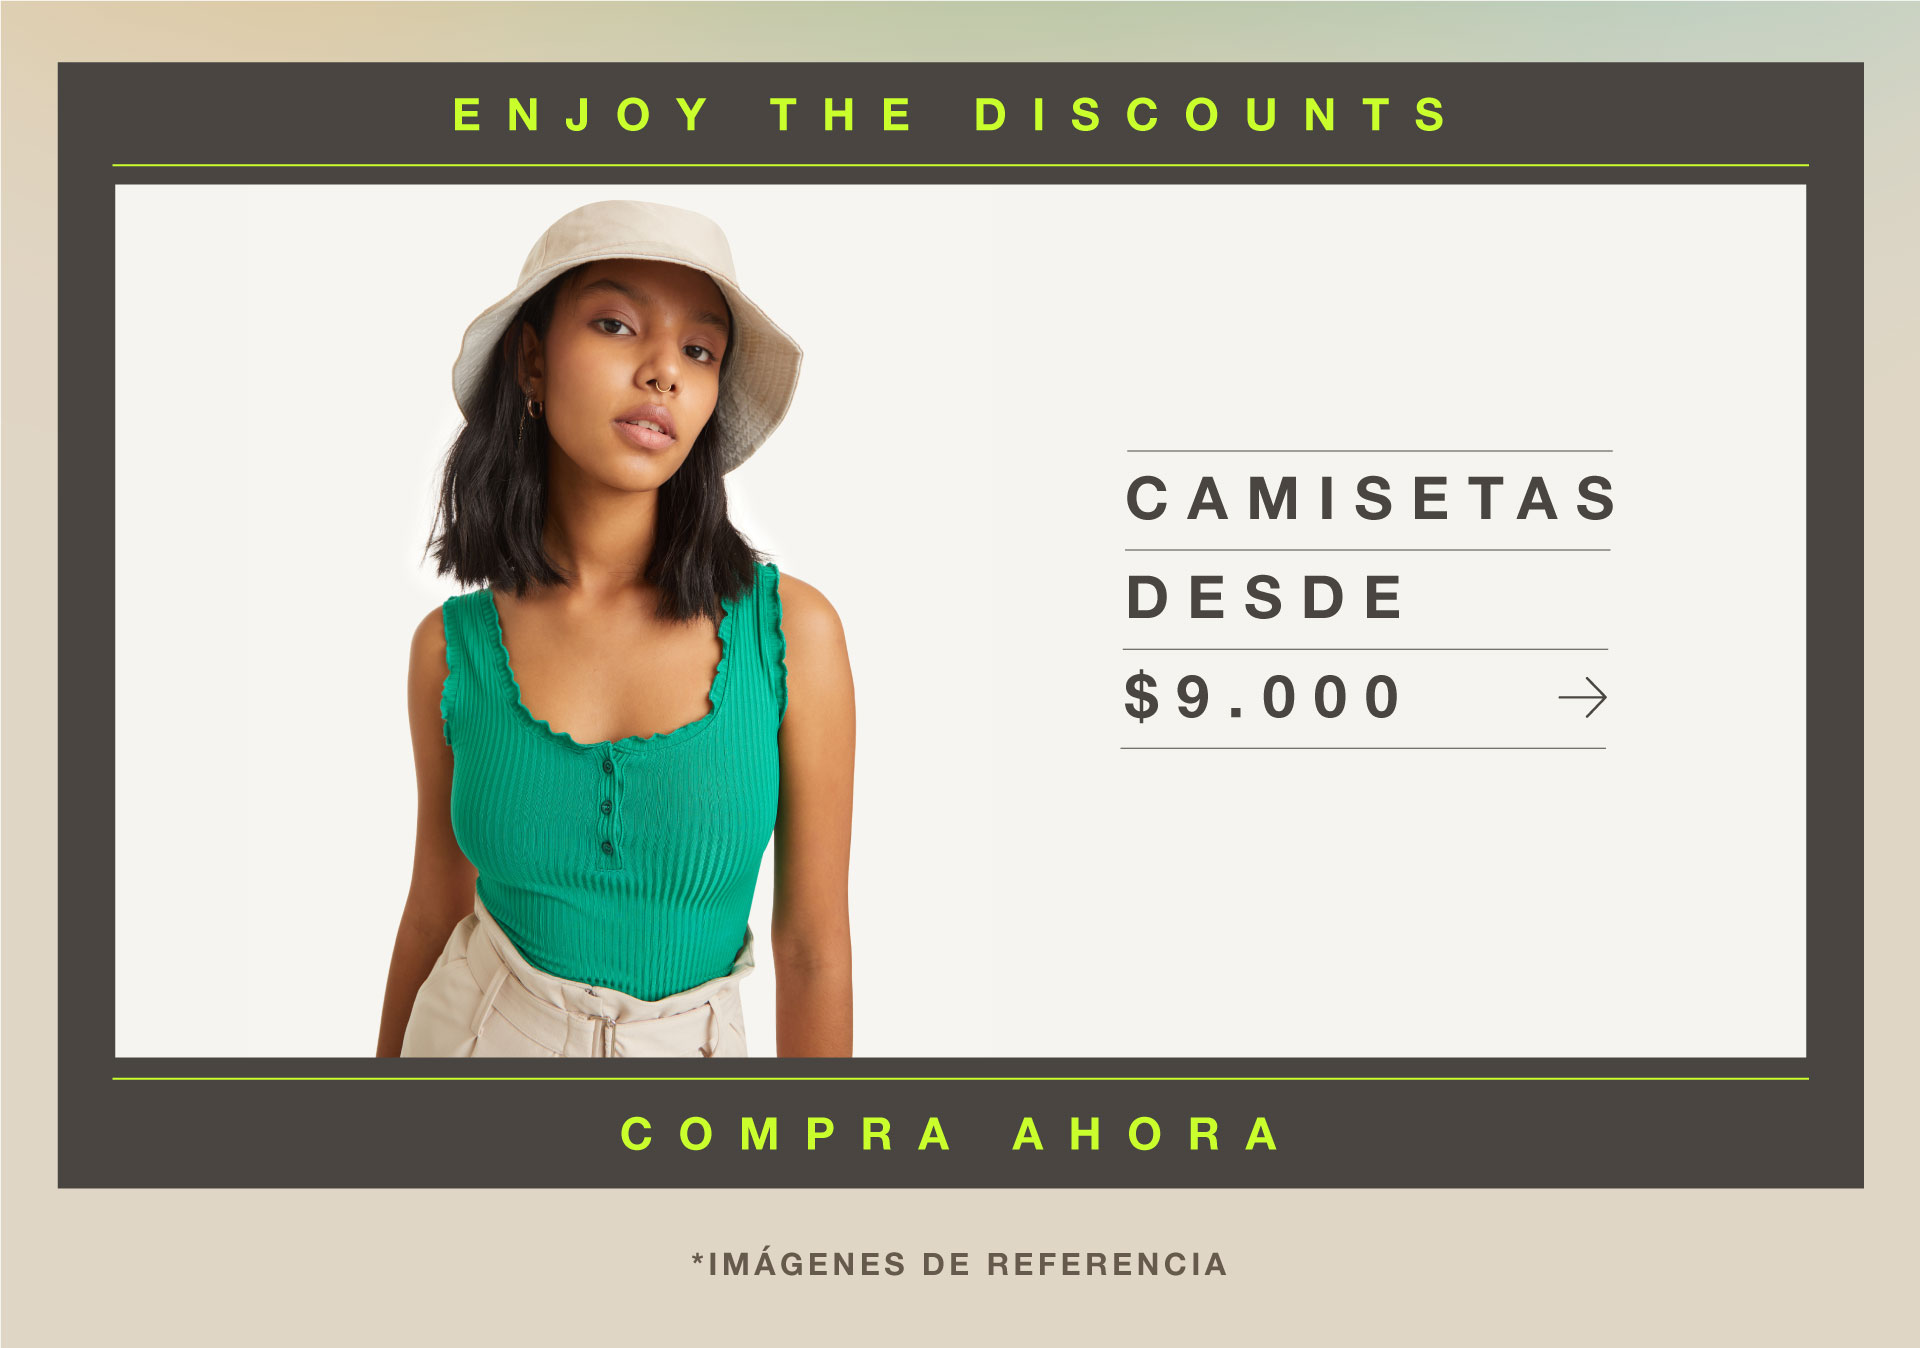 ENJOY THE DISCOUNTS
CAMISETAS
DESDE
$9.000
COMPRA AHORA
*IMÁGENES DE REFERENCIA